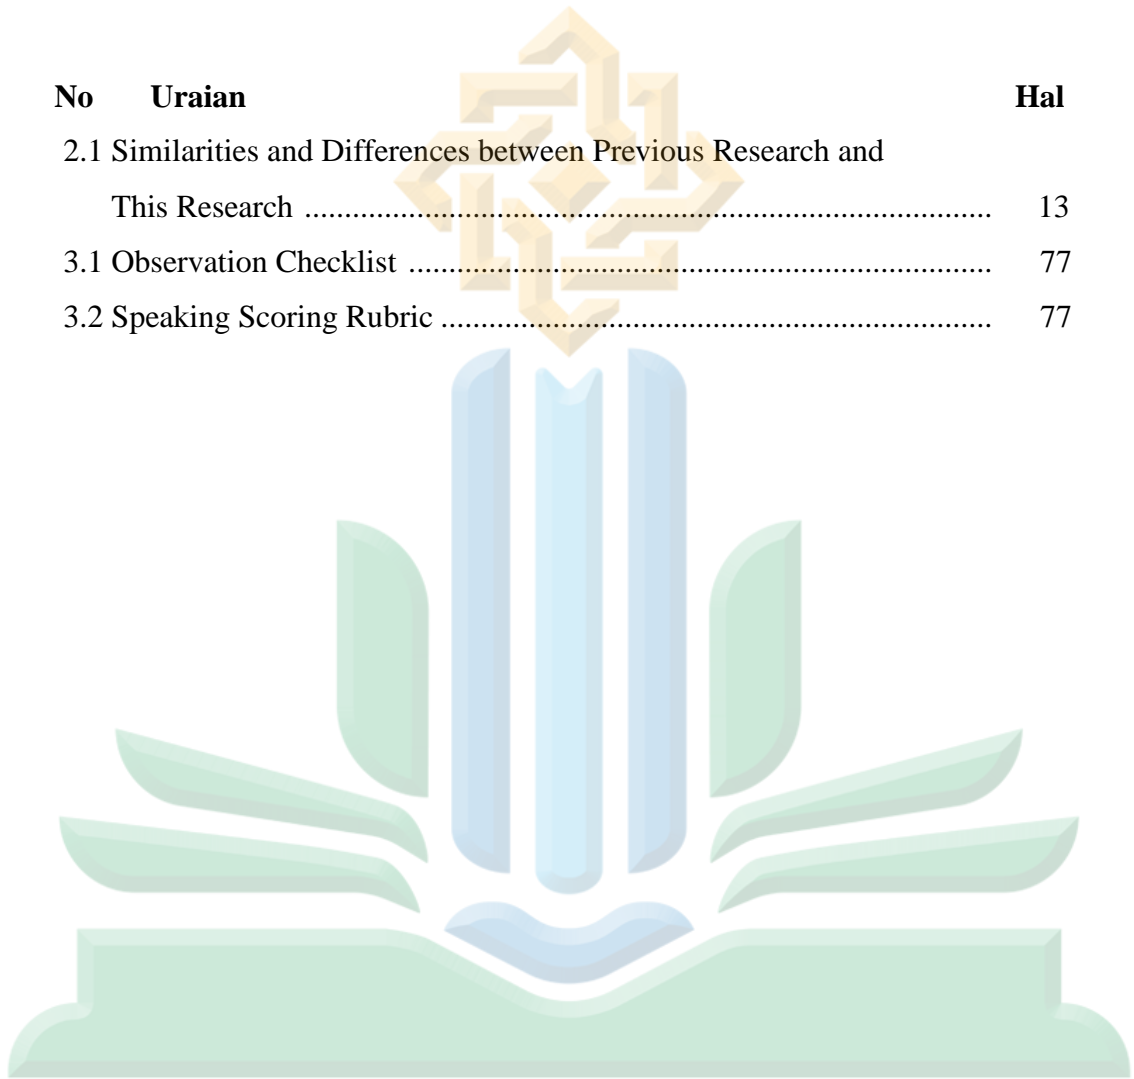 No Uraian Hal
2.1 Similarities and Differences between Previous Research and
This Research ........................................................................................ 13
3.1 Observation Checklist .......................................................................... 77
3.2 Speaking Scoring Rubric ...................................................................... 77